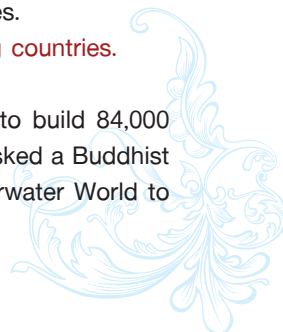 es.
g countries.
to build 84,000
sked a Buddhist
rwater World to